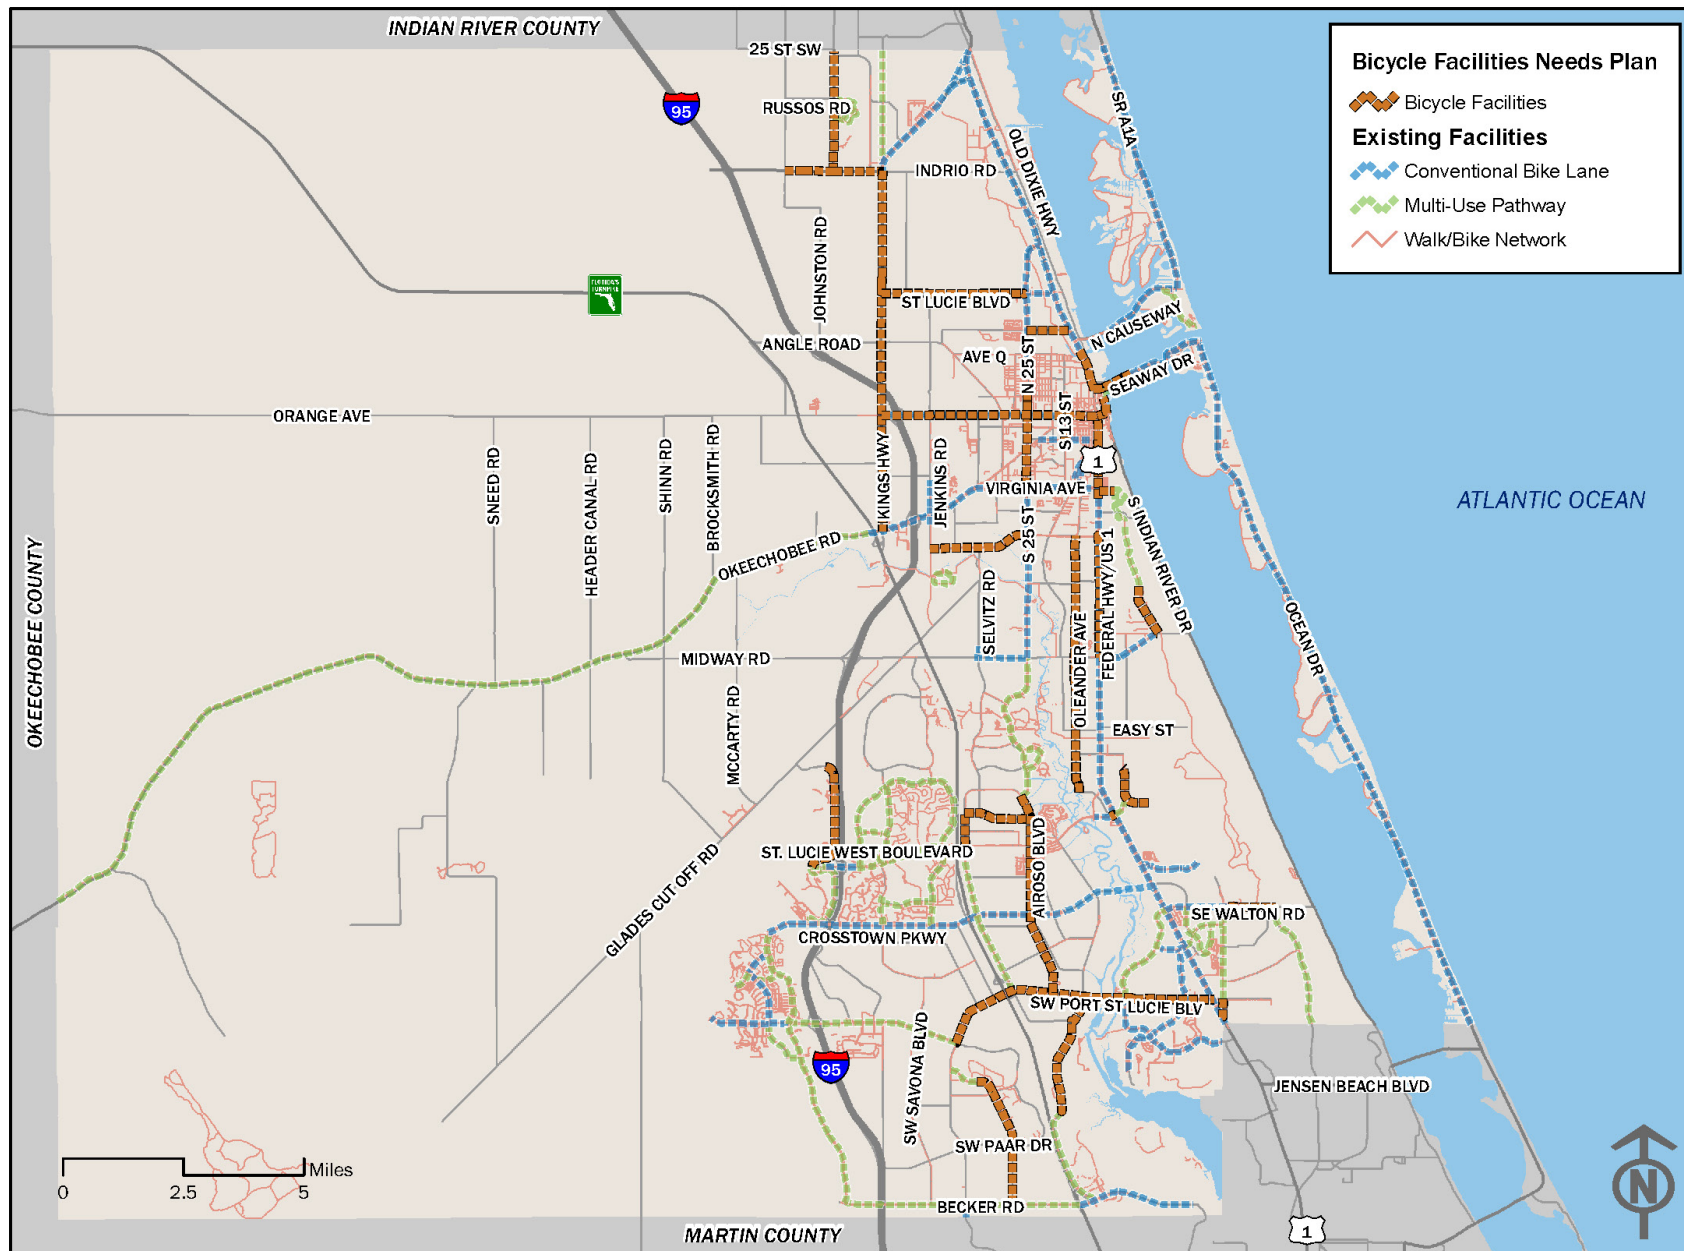 INDIAN RIVER COUNTY
25 ST SW
95
RUSSOS RD
SR A1A
Bicycle Facilities Needs Plan
Bicycle Facilities
Existing Facilities
Conventional Bike Lane
Multi-Use Pathway
Walk/Bike Network
OLD DIXIE HWY
INDRIO RD
JOHNSTON RD
FLORIDA'S
TURNPIKE
ST LUCIE BLVD
N CAUSEWAY
ANGLE ROAD
AVE Q
N 25 ST
SEAWAY DR
ORANGE AVE
S 13 ST
SNEED RD
HEADER CANAL RD
SHINN RD
BROCKSMITH RD
KINGS HWY
JENKINS RD
1
VIRGINIA AVE
ATLANTIC OCEAN
OKEECHOBEE COUNTY
OKEECHOBEE RD
S 25 ST
S INDIAN RIVER DR
SELVITZ RD
OLEANDER AVE
FEDERAL HWY/US 1
OCEAN DR
MIDWAY RD
MCCARTY RD
EASY ST
ST. LUCIE WEST BOULEVARD
AIROSO BLVD
GLADES CUT OFF RD
SE WALTON RD
CROSSTOWN PKWY
SW PORT ST LUCIE BLV
SW SAVONA BLVD
95
JENSEN BEACH BLVD
SW PAAR DR
Miles
0 2.5 5
BECKER RD
MARTIN COUNTY
1
N